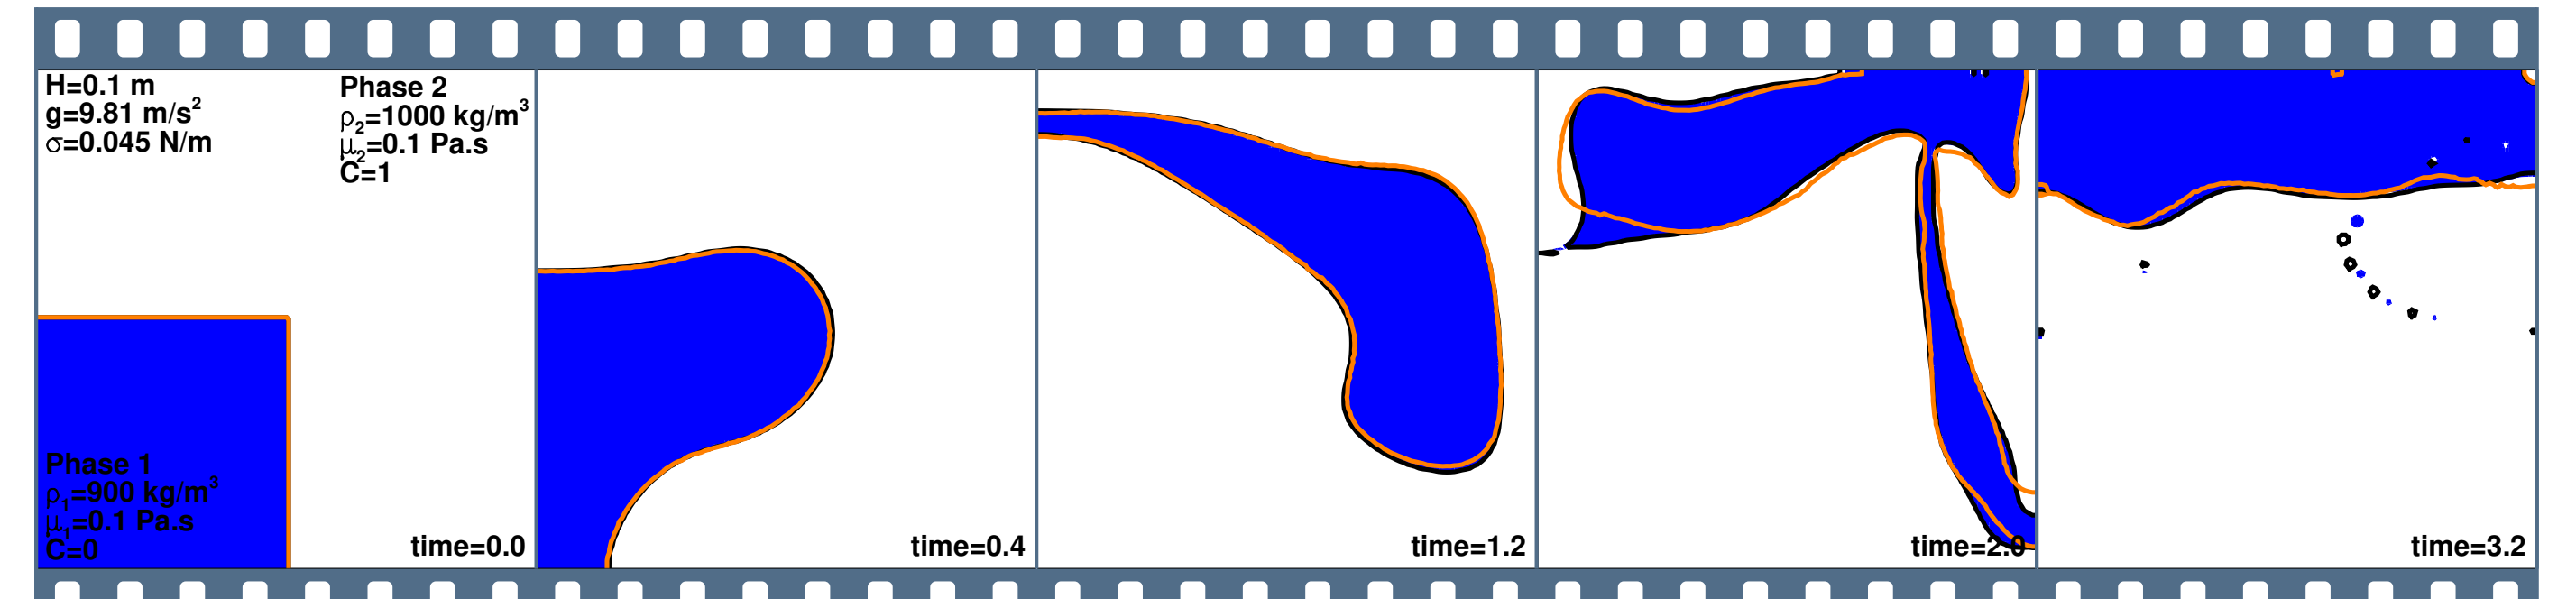 H=0.1 m
g=9.81 m/s²
σ=0.045 N/m
Phase 2
ρ₂=1000 kg/m³
μ₂=0.1 Pa.s
C=1
Phase 1
ρ₁=900 kg/m³
μ₁=0.1 Pa.s
C=0
time=0.0
time=0.4
time=1.2
time=2.0
time=3.2